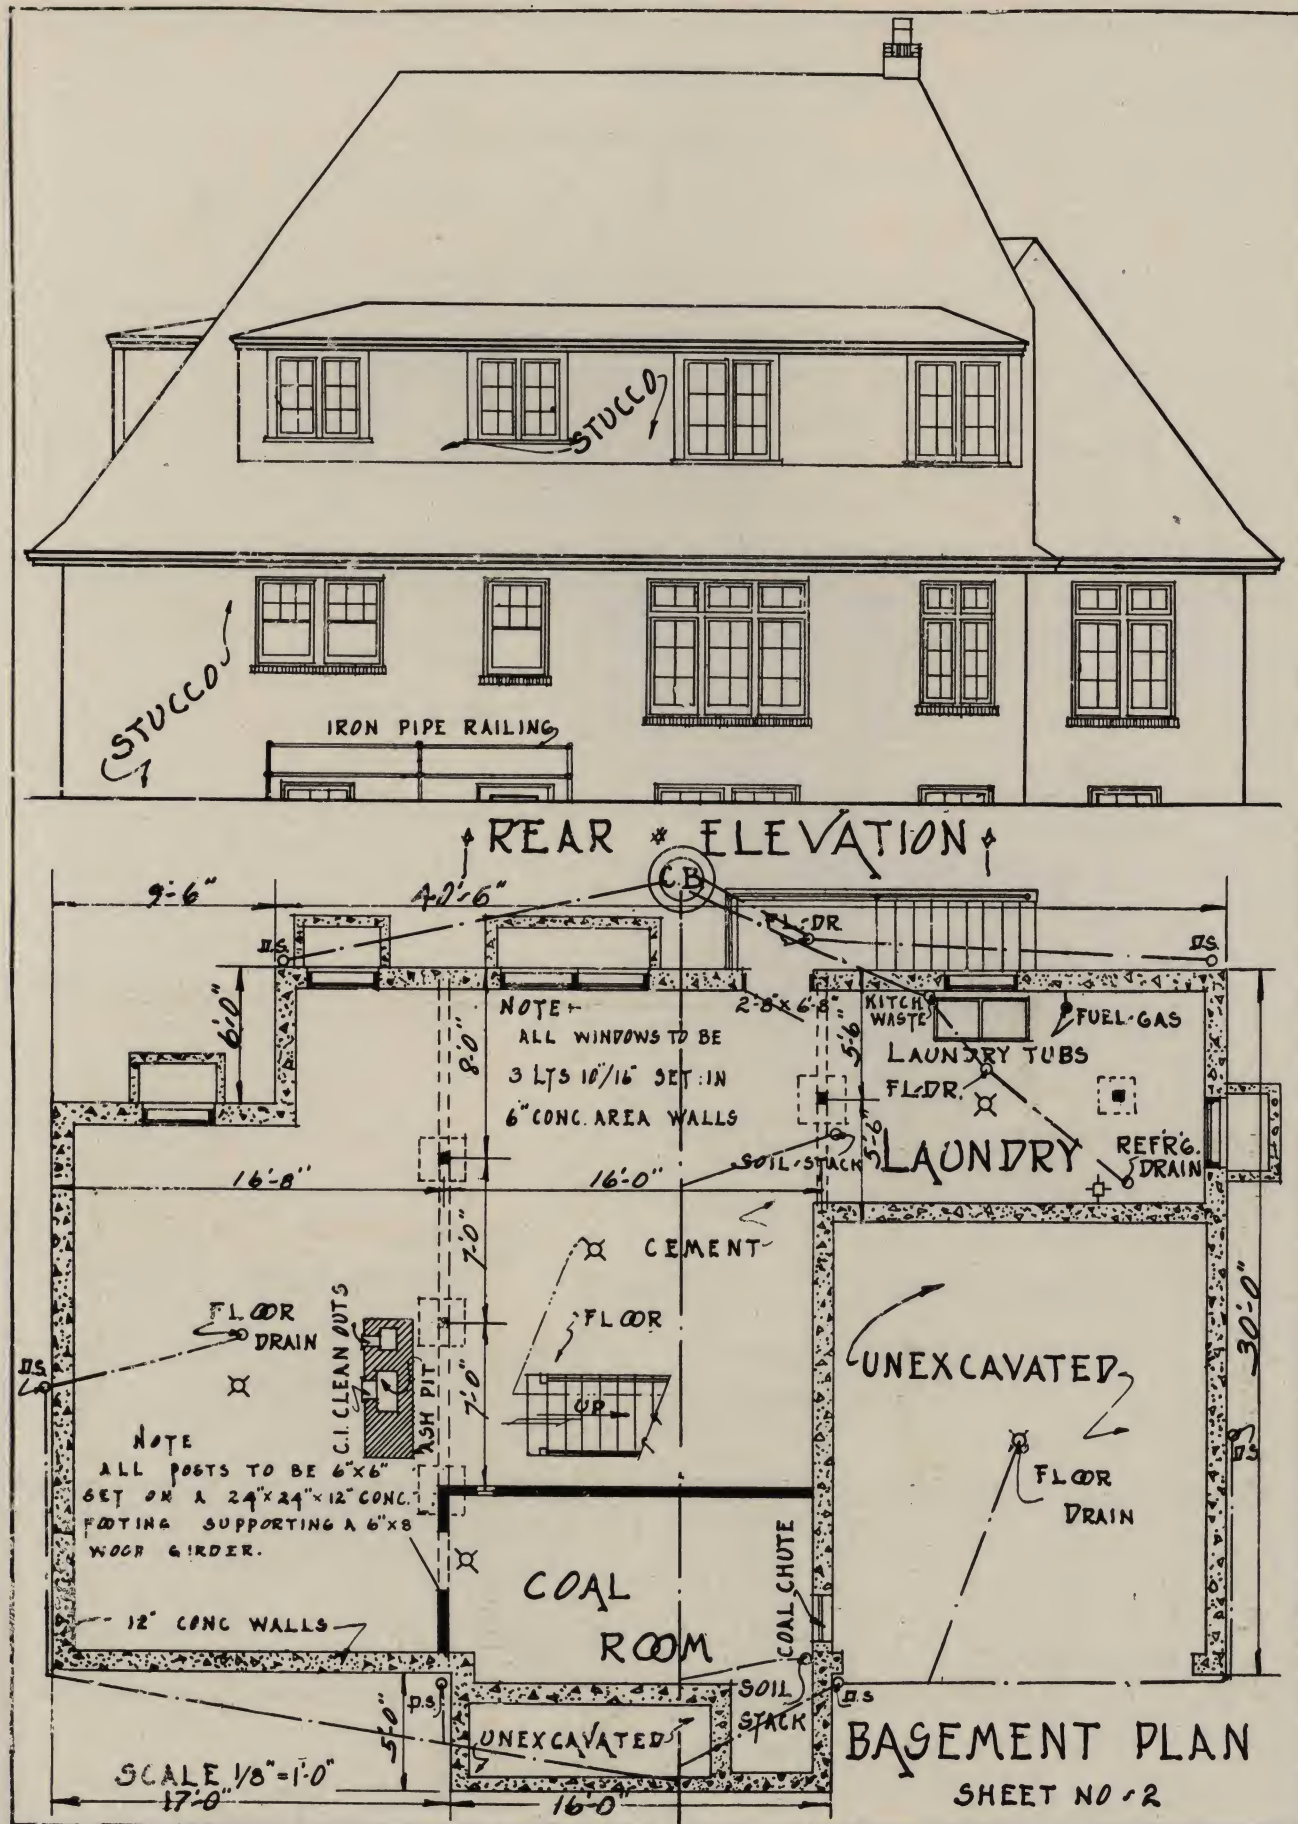 STUCCO
STUCCO
IRON PIPE RAILING
REAR * ELEVATION
9'-6"
40'-6"
C.B.
FL-DR.
D.S.
D.S.
6'-0"
8'-0"
NOTE-
ALL WINDOWS TO BE
3 LTS 10"/16" SET IN
6" CONC. AREA WALLS
2'-8" x 6'-8"
KITCH
WASTE
5'-6"
FUEL-GAS
LAUNDRY TUBS
FL-DR.
5'-6"
SOIL-STACK
LAUNDRY
REFRG.
DRAIN
16'-8"
16'-0"
7'-0"
CEMENT
FLOOR
FLOOR
DRAIN
C.I. CLEAN OUTS
ASH PIT
7'-0"
UP
UNEXCAVATED
30'-0"
D.S.
D.S.
FLOOR
DRAIN
NOTE
ALL POSTS TO BE 6"x6"
SET ON A 24"x24"x12" CONC.
FOOTING SUPPORTING A 6"x8
WOOD GIRDER.
12" CONC WALLS
COAL
ROOM
COAL CHUTE
SOIL
STACK
D.S
D.S
5'-0"
UNEXCAVATED
BASEMENT PLAN
SHEET NO - 2
SCALE 1/8"=1'-0"
17'-0"
16'-0"